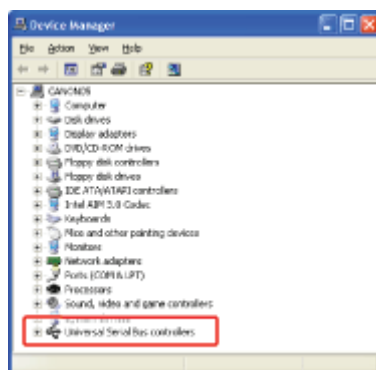 Device Manager
File Action View Help
CANON05
Computer
Disk drives
Display adapters
DVD/CD-ROM drives
Floppy disk controllers
Floppy disk drives
IDE ATA/ATAPI controllers
Intel AIM 3.0 Codec
Keyboards
Mice and other pointing devices
Monitors
Network adapters
Ports (COM & LPT)
Processors
Sound, video and game controllers
Universal Serial Bus controllers